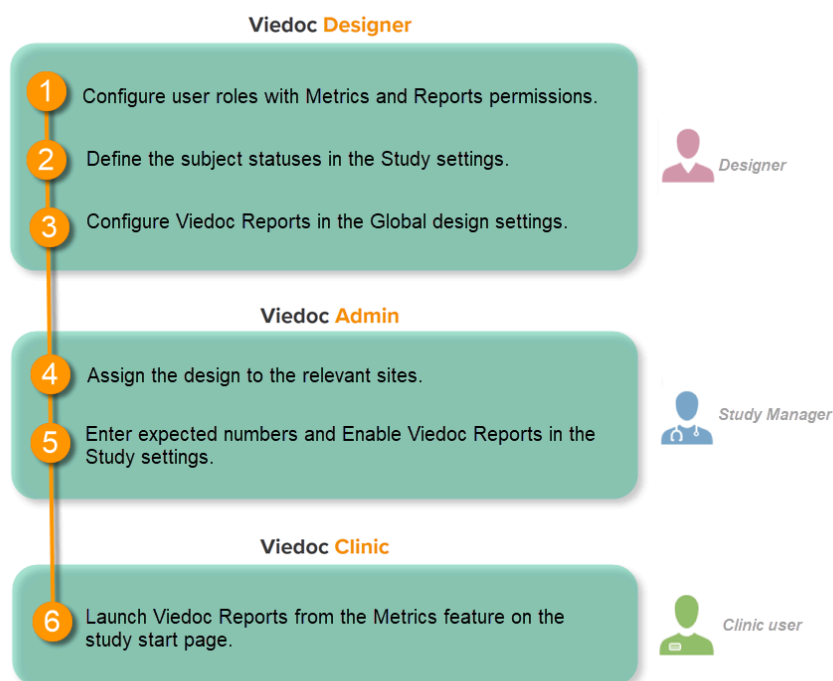 Viedoc Designer
1 Configure user roles with Metrics and Reports permissions.
Designer
2 Define the subject statuses in the Study settings.
3 Configure Viedoc Reports in the Global design settings.
Viedoc Admin
4 Assign the design to the relevant sites.
Study Manager
5 Enter expected numbers and Enable Viedoc Reports in the
Study settings.
Viedoc Clinic
6 Launch Viedoc Reports from the Metrics feature on the
study start page.
Clinic user